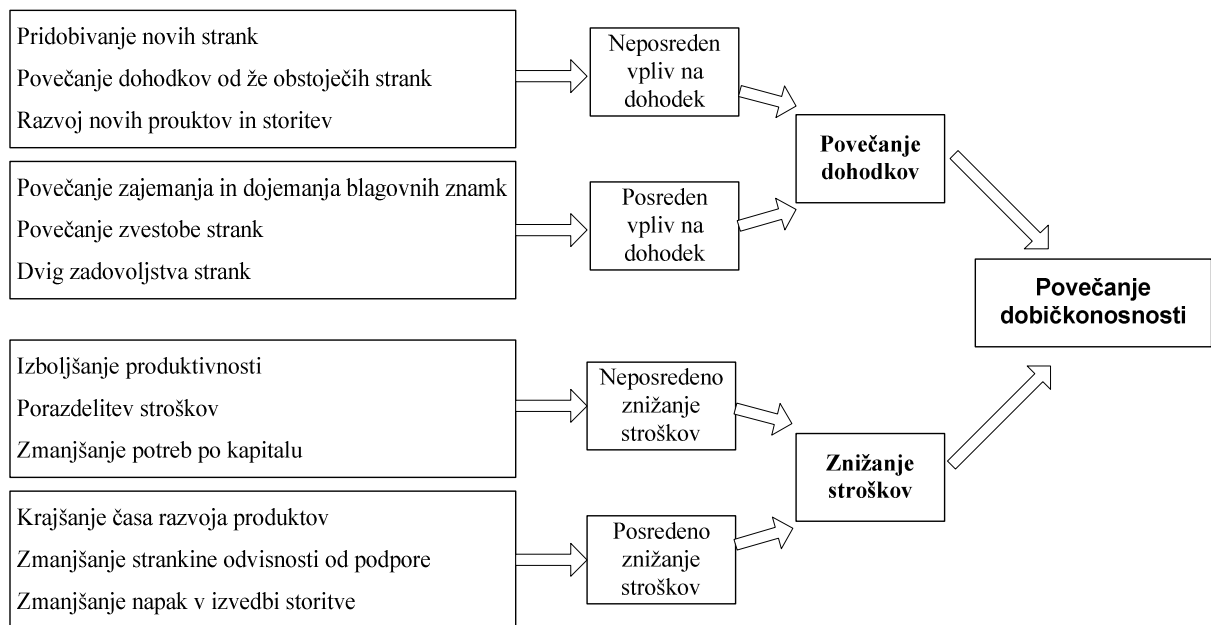 Pridobivanje novih strank
Povečanje dohodkov od že obstoječih strank
Razvoj novih prouktov in storitev
Neposreden
vpliv na
dohodek
Povečanje zajemanja in dojemanja blagovnih znamk
Povečanje zvestobe strank
Dvig zadovoljstva strank
Posreden
vpliv na
dohodek
Povečanje
dohodkov
Izboljšanje produktivnosti
Porazdelitev stroškov
Zmanjšanje potreb po kapitalu
Neposredeno
znižanje
stroškov
Krajšanje časa razvoja produktov
Zmanjšanje strankine odvisnosti od podpore
Zmanjšanje napak v izvedbi storitve
Posredeno
znižanje
stroškov
Znižanje
stroškov
Povečanje
dobičkonosnosti